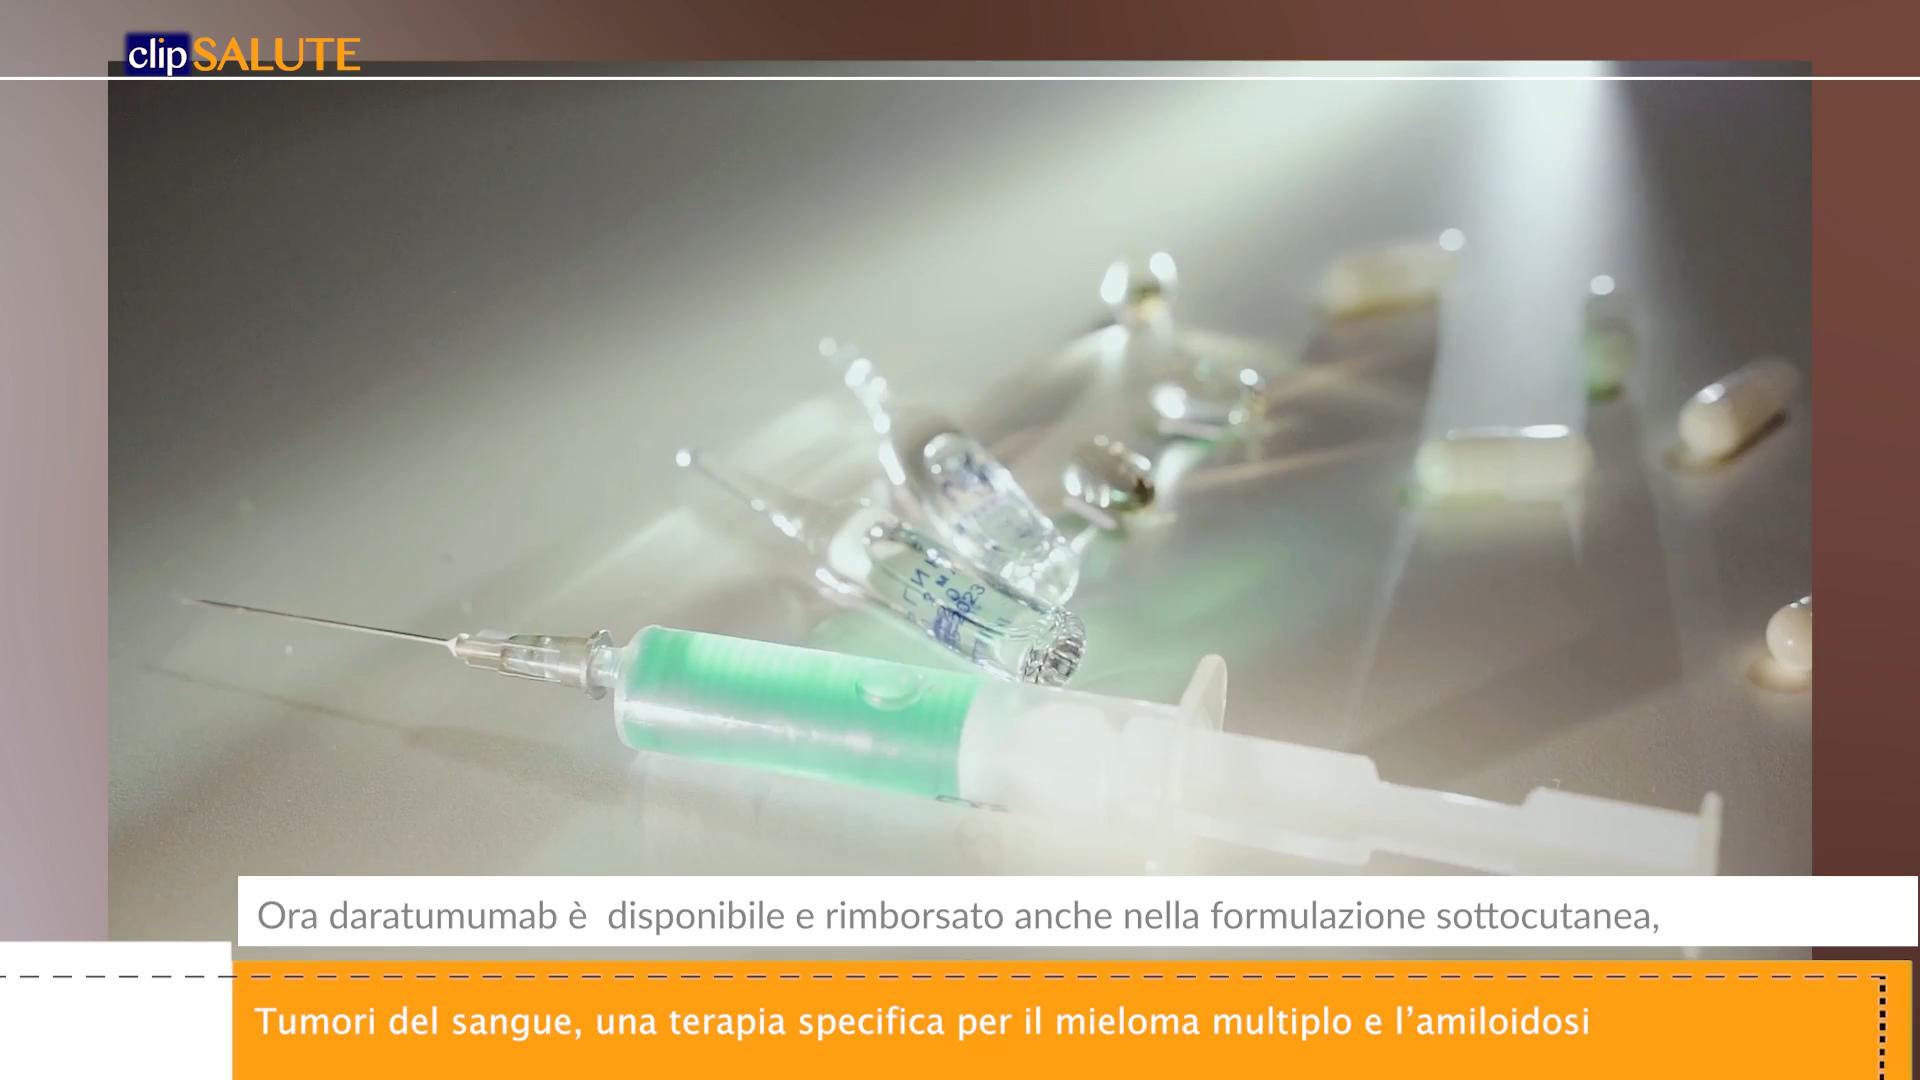 clipSALUTE
2023
Ora daratumumab è  disponibile e rimborsato anche nella formulazione sottocutanea,
Tumori del sangue, una terapia specifica per il mieloma multiplo e l’amiloidosi